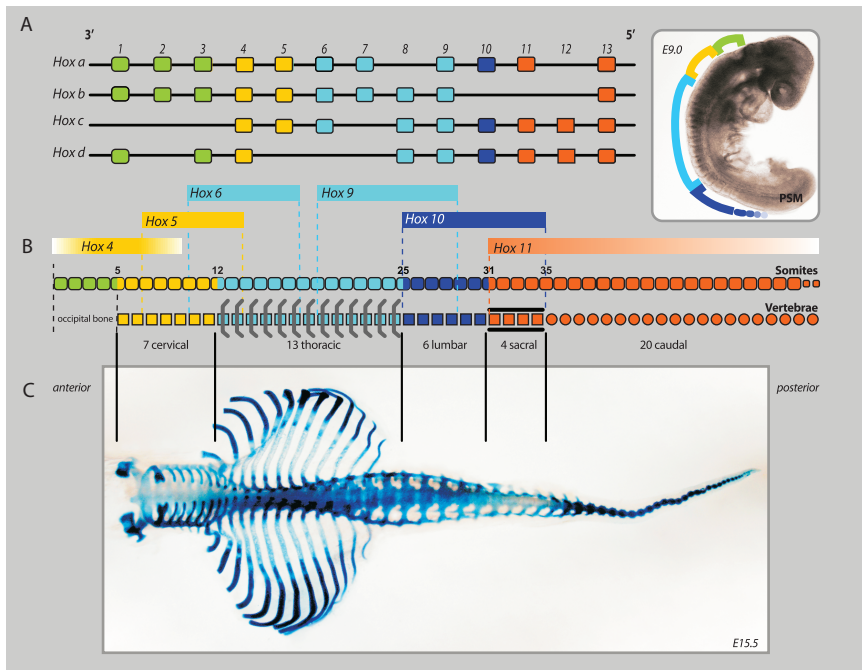 A
3′ 5′
1 2 3 4 5 6 7 8 9 10 11 12 13
Hox a
Hox b
Hox c
Hox d
E9.0
PSM
Hox 6 Hox 9
Hox 5 Hox 10
B
Hox 4 Hox 11
5 12 25 31 35 Somites
Vertebrae
occipital bone
7 cervical 13 thoracic 6 lumbar 4 sacral 20 caudal
C
anterior posterior
E15.5